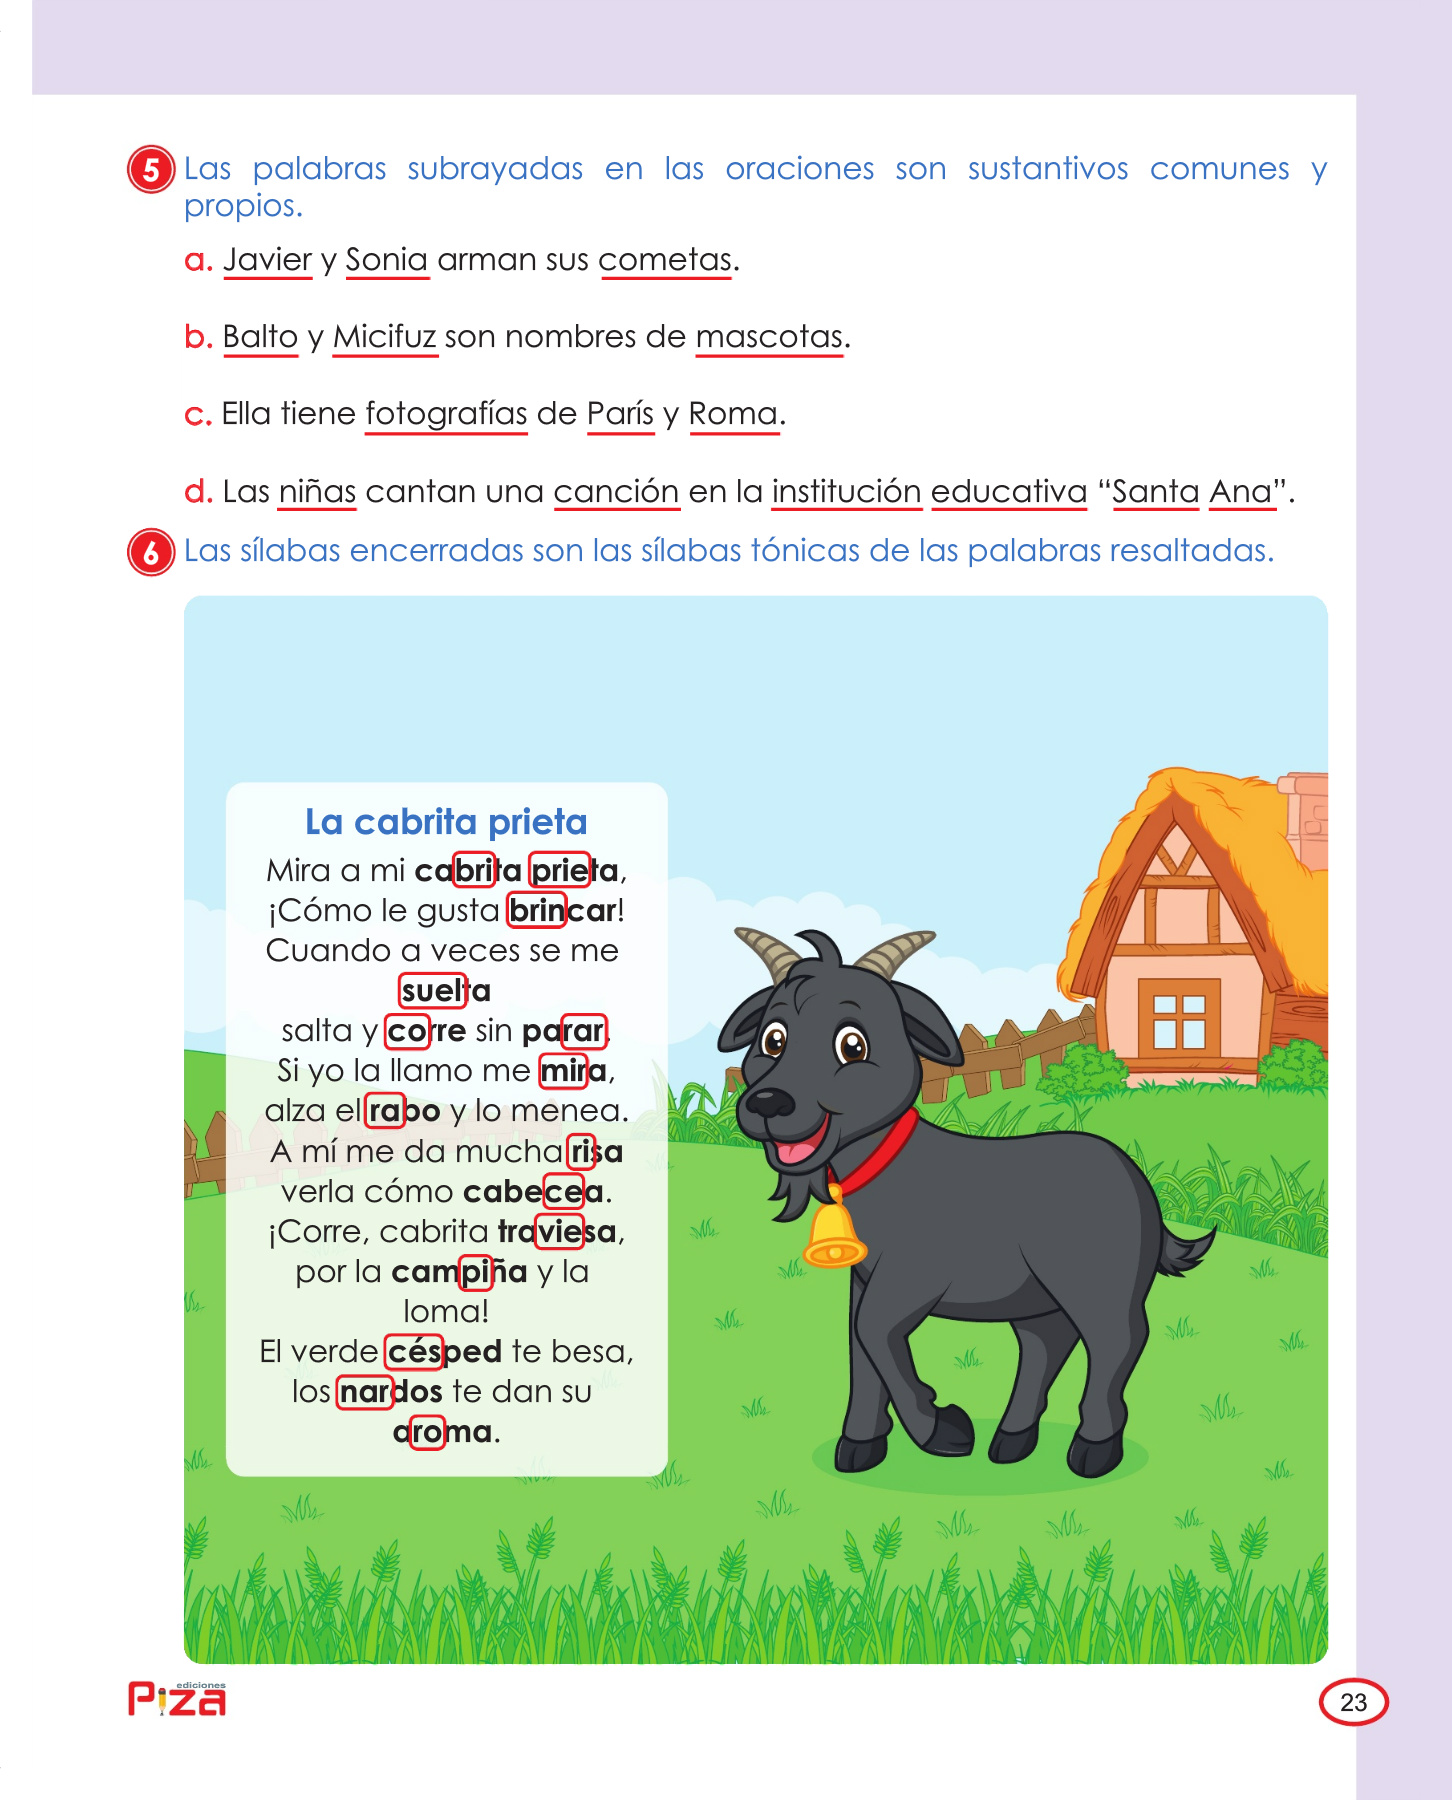 5 Las palabras subrayadas en las oraciones son sustantivos comunes y
propios.
a. Javier y Sonia arman sus cometas.
b. Balto y Micifuz son nombres de mascotas.
c. Ella tiene fotografías de París y Roma.
d. Las niñas cantan una canción en la institución educativa “Santa Ana”.
6 Las sílabas encerradas son las sílabas tónicas de las palabras resaltadas.
La cabrita prieta
Mira a mi cabrita prieta,
¡Cómo le gusta brincar!
Cuando a veces se me
suelta
salta y corre sin parar.
Si yo la llamo me mira,
alza el rabo y lo menea.
A mí me da mucha risa
verla cómo cabecea.
¡Corre, cabrita traviesa,
por la campiña y la
loma!
El verde césped te besa,
los nardos te dan su
aroma.
ediciones
Piza
23